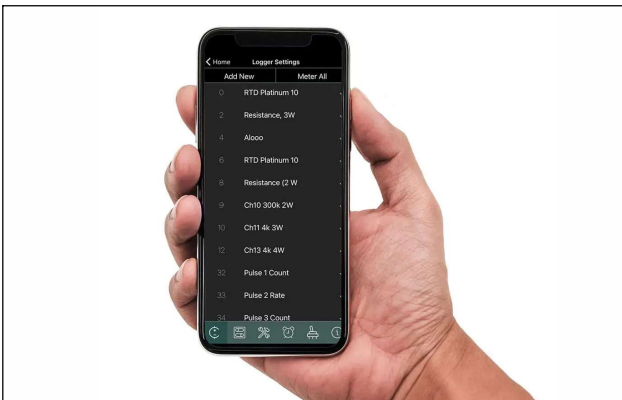 Home Logger Settings
Add New Meter All
0 RTD Platinum 10
2 Resistance, 3W
4 Alooo
6 RTD Platinum 10
8 Resistance (2 W
9 Ch10 300k 2W
10 Ch11 4k 3W
12 Ch13 4k 4W
32 Pulse 1 Count
33 Pulse 2 Rate
34 Pulse 3 Count